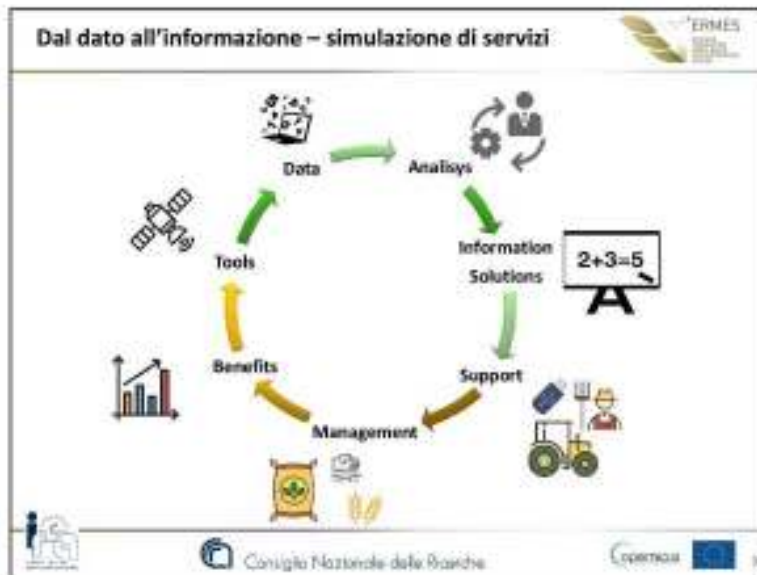 Dal dato all'informazione – simulazione di servizi
ERMES
Data
Analisys
Information
Solutions
2+3=5
Support
Management
Benefits
Tools
Consiglio Nazionale delle Ricerche
Copernicus